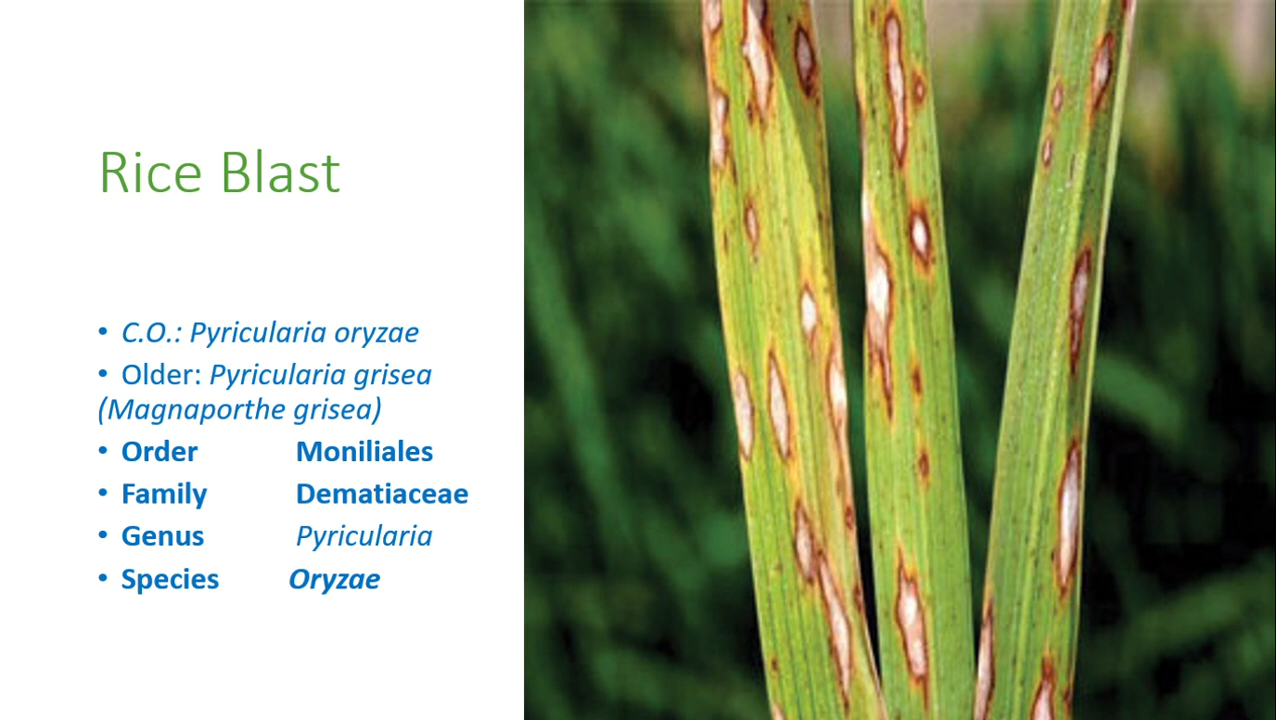 Rice Blast
• C.O.: Pyricularia oryzae
• Older: Pyricularia grisea
(Magnaporthe grisea)
• Order Moniliales
• Family Dematiaceae
• Genus Pyricularia
• Species Oryzae